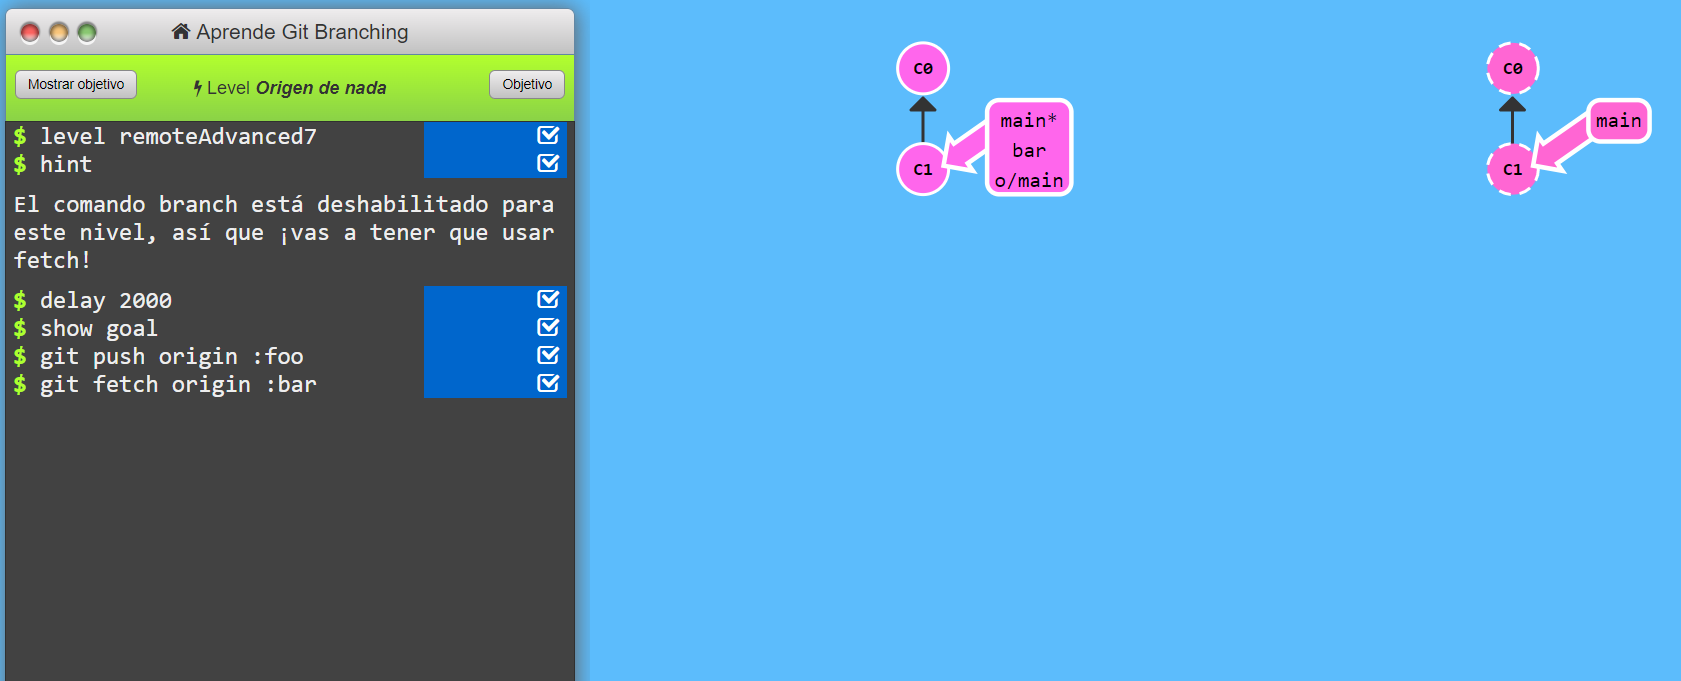 Aprende Git Branching
Mostrar objetivo
Level Origen de nada
Objetivo
$ level remoteAdvanced7
$ hint
El comando branch está deshabilitado para
este nivel, así que ¡vas a tener que usar
fetch!
$ delay 2000
$ show goal
$ git push origin :foo
$ git fetch origin :bar
C0
C1
main*
bar
o/main
C0
C1
main